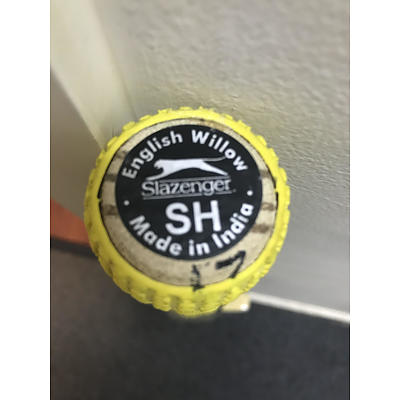 English Willow
Slazenger
SH
Made in India